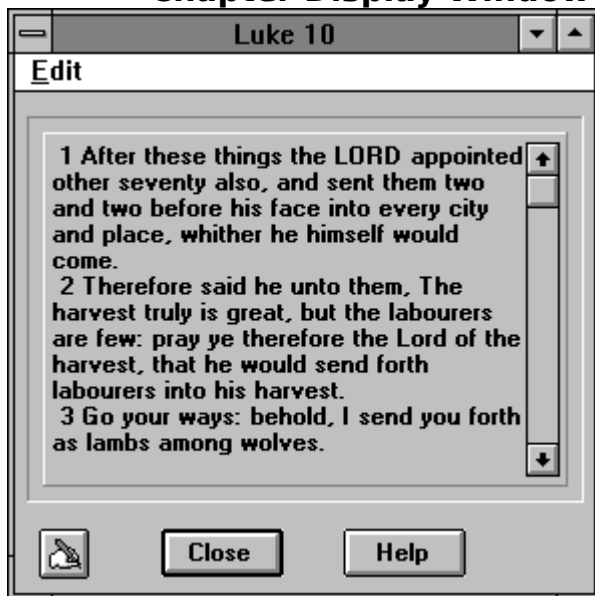 Chapter Display Window
Luke 10
Edit
1 After these things the LORD appointed
other seventy also, and sent them two
and two before his face into every city
and place, whither he himself would
come.
2 Therefore said he unto them, The
harvest truly is great, but the labourers
are few: pray ye therefore the Lord of the
harvest, that he would send forth
labourers into his harvest.
3 Go your ways: behold, I send you forth
as lambs among wolves.
Close Help